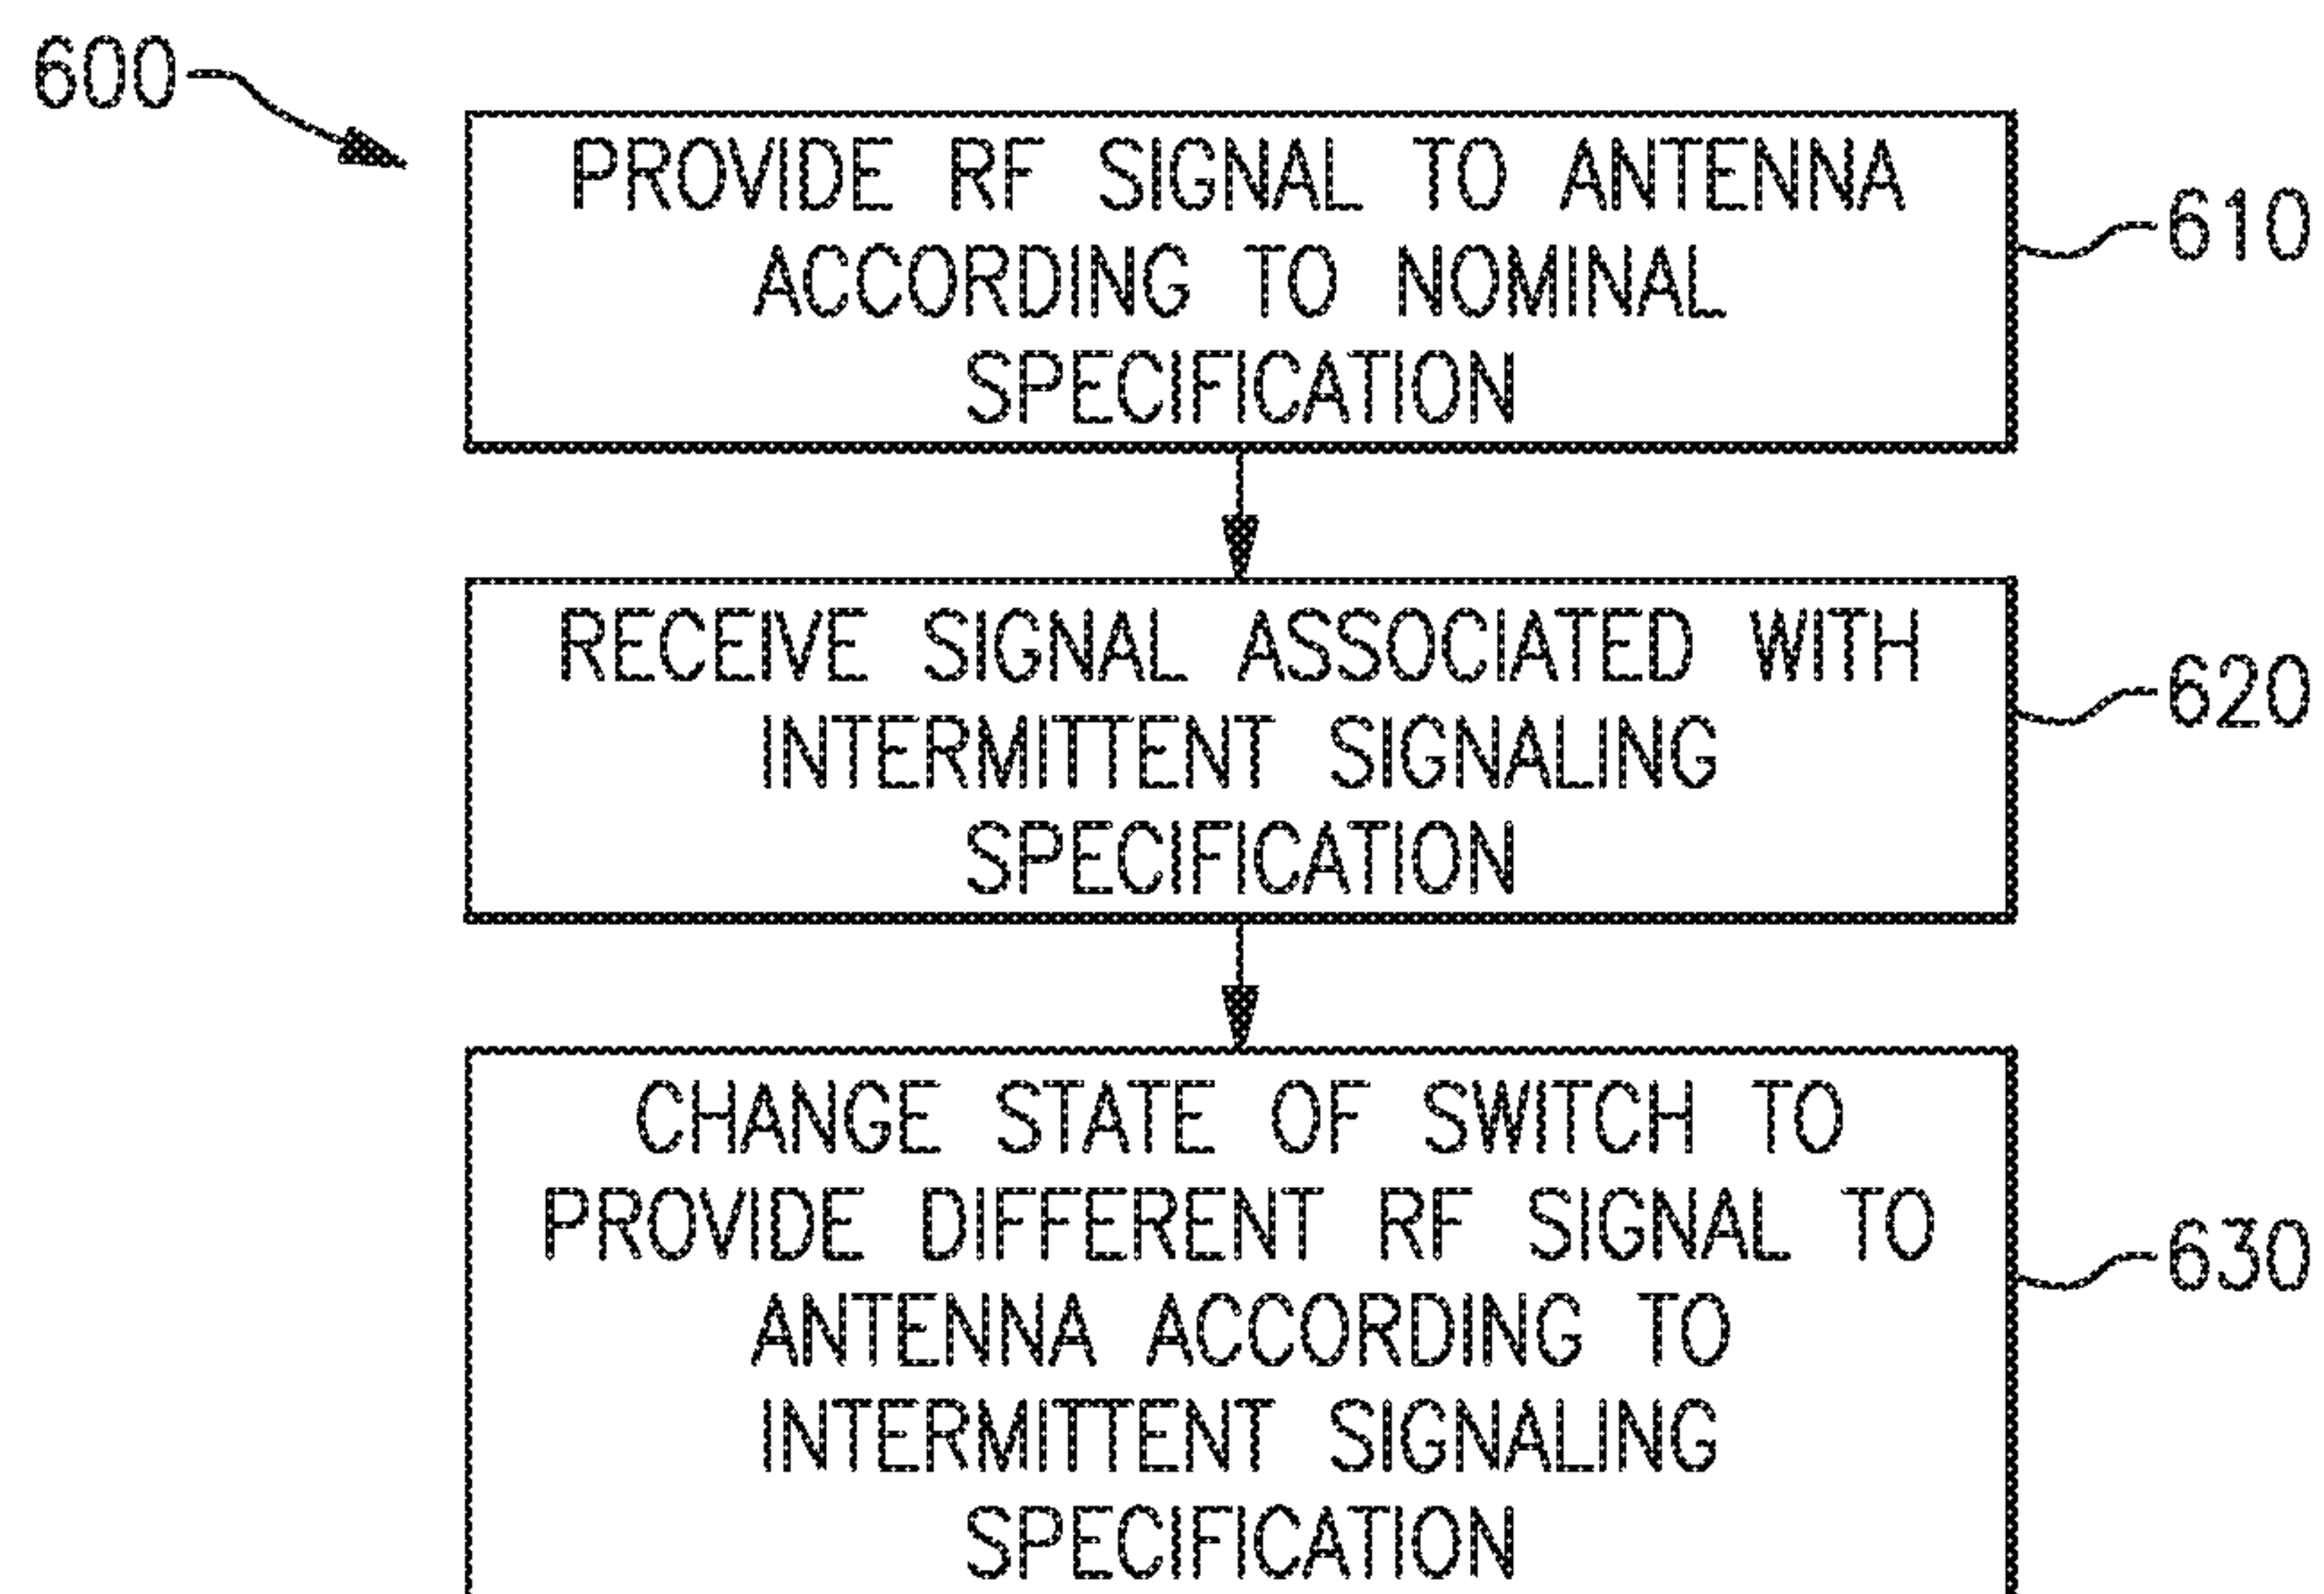 600
PROVIDE RF SIGNAL TO ANTENNA
ACCORDING TO NOMINAL
SPECIFICATION
610
RECEIVE SIGNAL ASSOCIATED WITH
INTERMITTENT SIGNALING
SPECIFICATION
620
CHANGE STATE OF SWITCH TO
PROVIDE DIFFERENT RF SIGNAL TO
ANTENNA ACCORDING TO
INTERMITTENT SIGNALING
SPECIFICATION
630